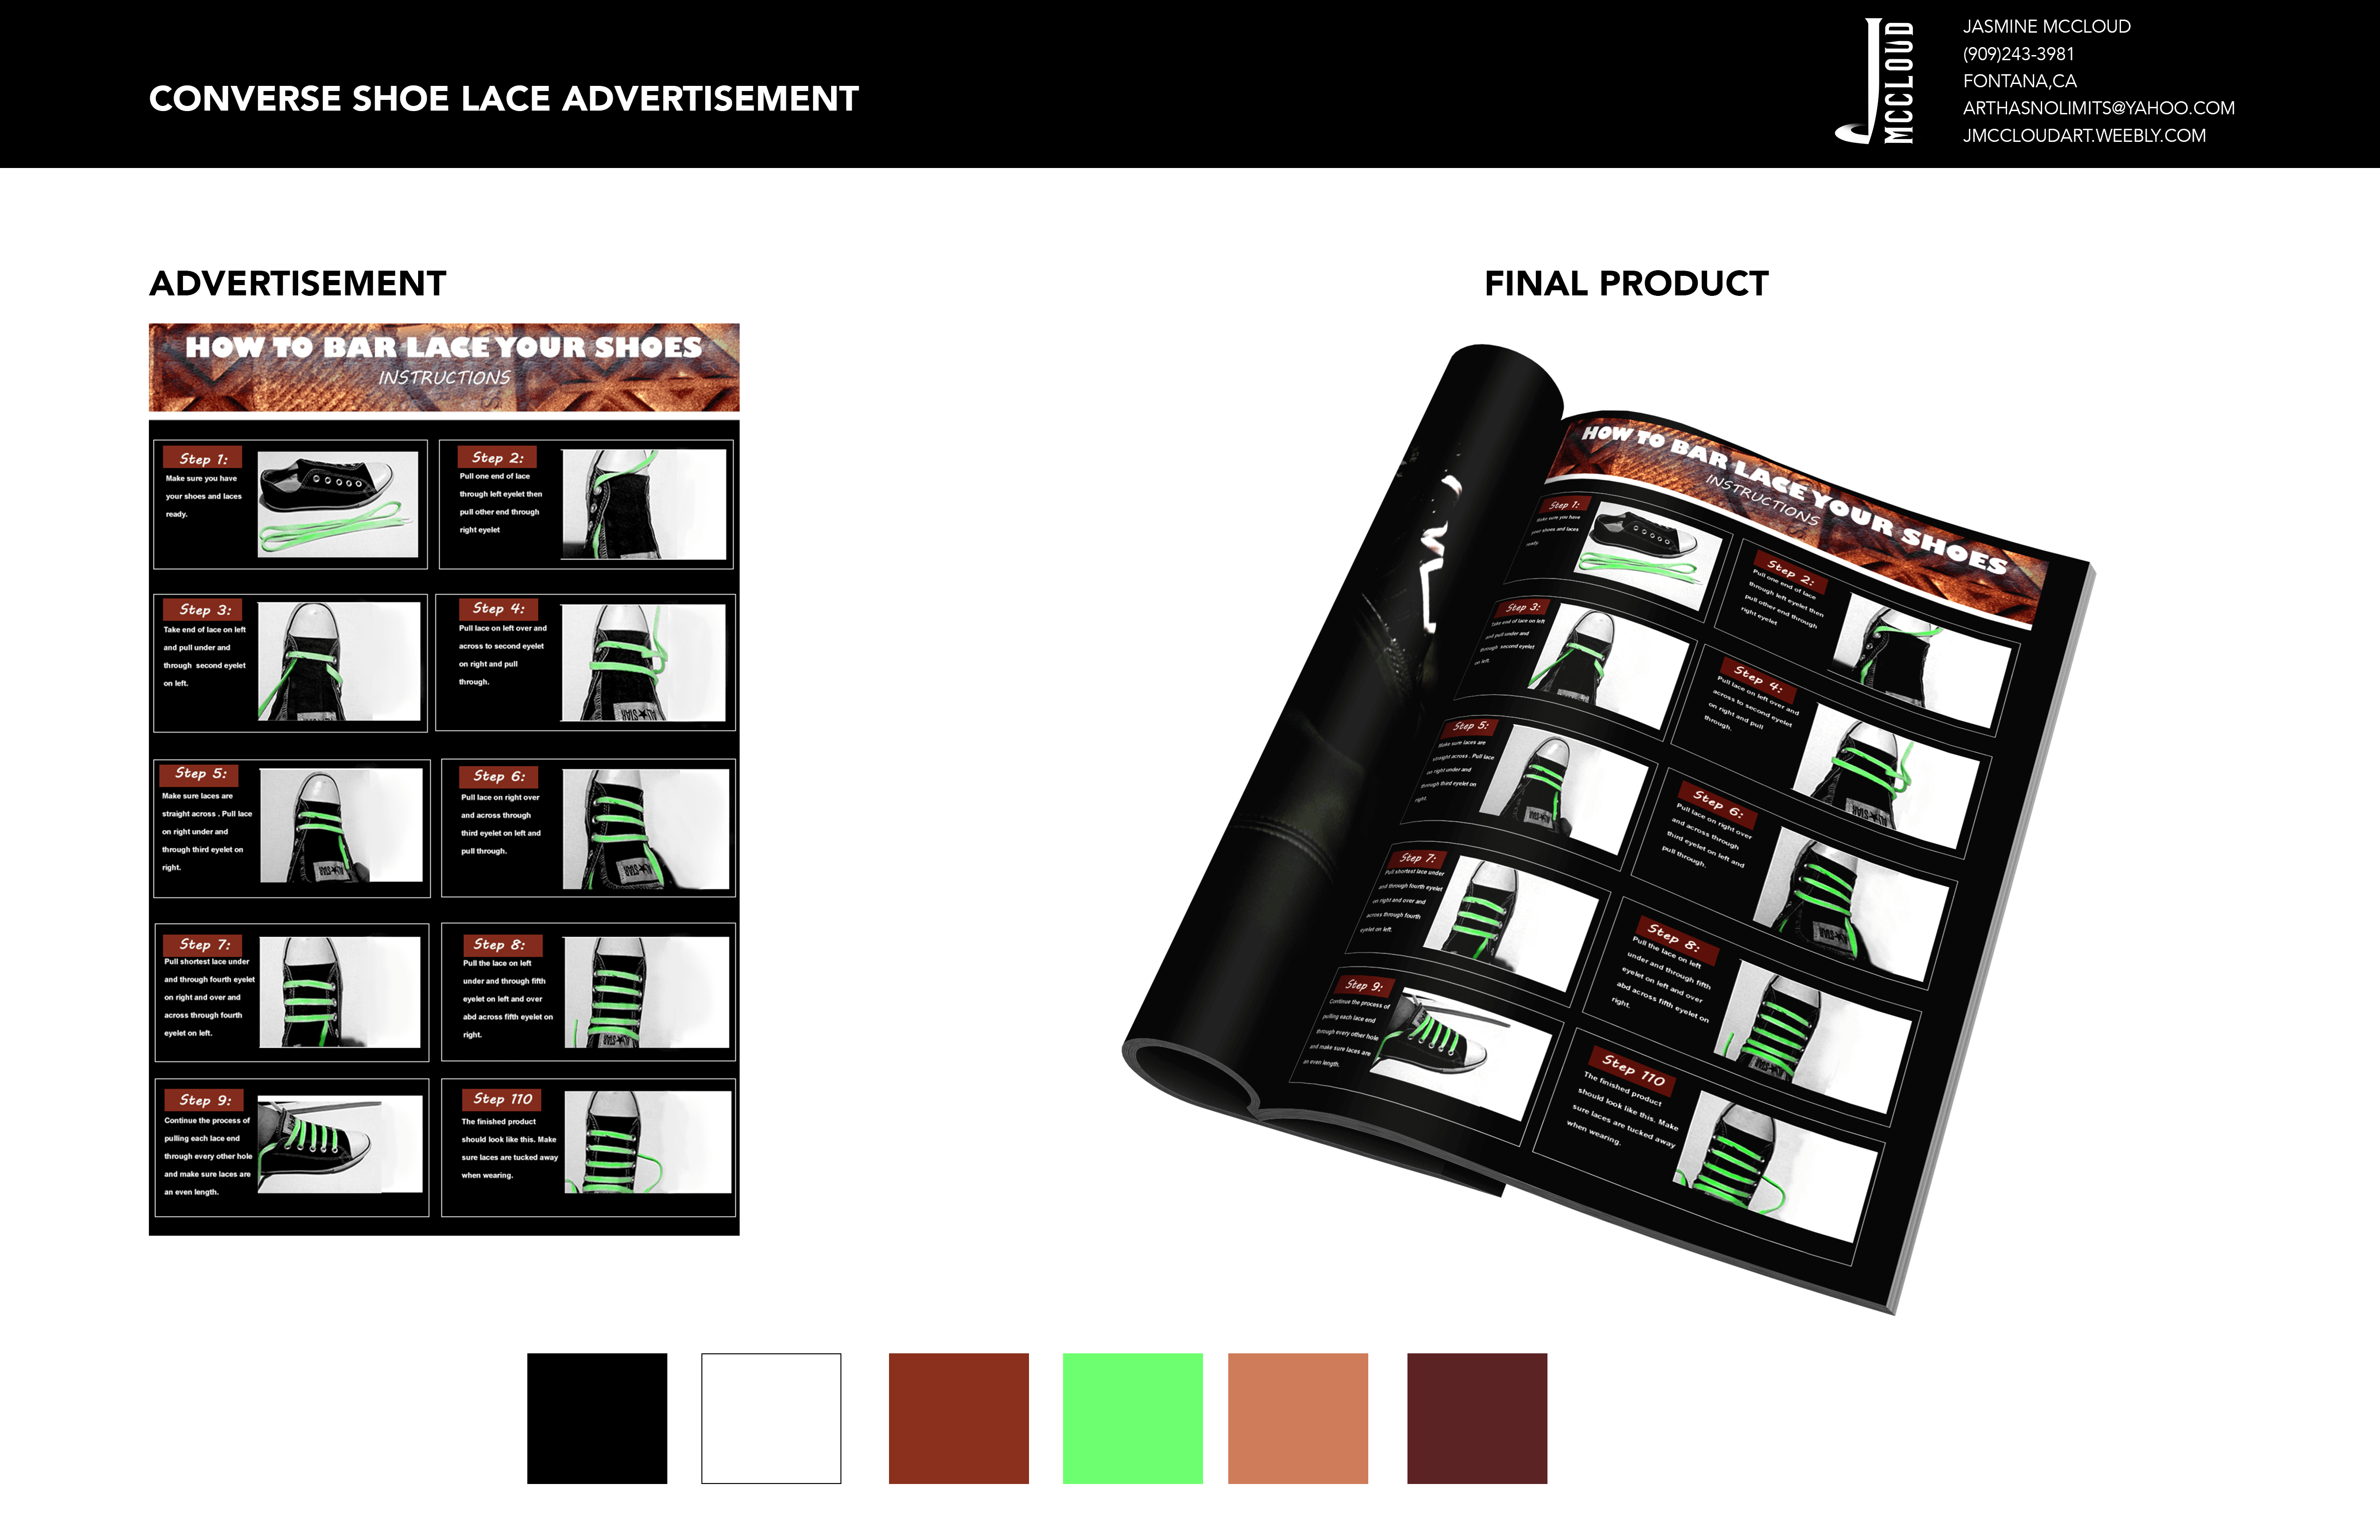 CONVERSE SHOE LACE ADVERTISEMENT
J MCCLOUD
JASMINE MCCLOUD
(909)243-3981
FONTANA,CA
ARTHASNOLIMITS@YAHOO.COM
JMCCLOUDART.WEEBLY.COM
ADVERTISEMENT
HOW TO BAR LACE YOUR SHOES
INSTRUCTIONS
Step 1:
Make sure you have
your shoes and laces
ready.
Step 2:
Pull one end of lace
through left eyelet then
pull other end through
right eyelet
Step 3:
Take end of lace on left
and pull under and
through second eyelet
on left.
Step 4:
Pull lace on left over and
across to second eyelet
on right and pull
through.
ALL STAR
Step 5:
Make sure laces are
straight across . Pull lace
on right under and
through third eyelet on
right.
ALL STAR
Step 6:
Pull lace on right over
and across through
third eyelet on left and
pull through.
ALL STAR
Step 7:
Pull shortest lace under
and through fourth eyelet
on right and over and
across through fourth
eyelet on left.
Step 8:
Pull the lace on left
under and through fifth
eyelet on left and over
abd across fifth eyelet on
right.
Step 9:
Continue the process of
pulling each lace end
through every other hole
and make sure laces are
an even length.
Step 110
The finished product
should look like this. Make
sure laces are tucked away
when wearing.
FINAL PRODUCT
HOW TO BAR LACE YOUR SHOES
INSTRUCTIONS
Step 1:
Make sure you have
your shoes and laces
ready.
Step 2:
Pull one end of lace
through left eyelet then
pull other end through
right eyelet
Step 3:
Take end of lace on left
and pull under and
through second eyelet
on left.
Step 4:
Pull lace on left over and
across to second eyelet
on right and pull
through.
Step 5:
Make sure laces are
straight across . Pull lace
on right under and
through third eyelet on
right.
Step 6:
Pull lace on right over
and across through
third eyelet on left and
pull through.
Step 7:
Pull shortest lace under
and through fourth eyelet
on right and over and
across through fourth
eyelet on left.
Step 8:
Pull the lace on left
under and through fifth
eyelet on left and over
abd across fifth eyelet on
right.
Step 9:
Continue the process of
pulling each lace end
through every other hole
and make sure laces are
an even length.
Step 110
The finished product
should look like this. Make
sure laces are tucked away
when wearing.